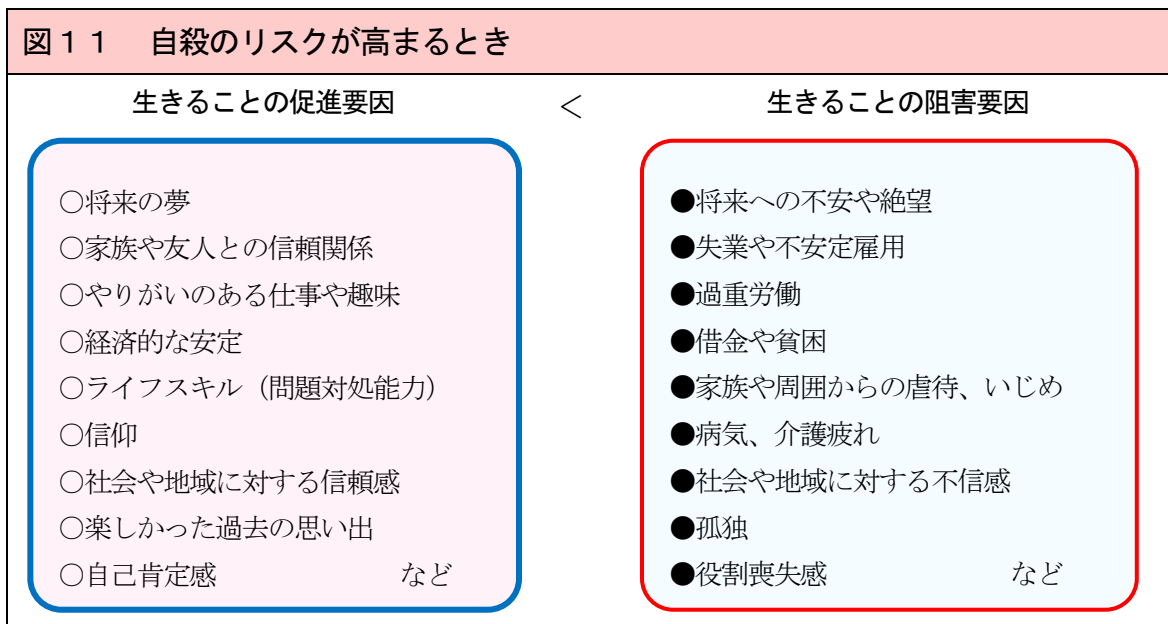 図１１　自殺のリスクが高まるとき
生きることの促進要因　＜　生きることの阻害要因
○将来の夢
○家族や友人との信頼関係
○やりがいのある仕事や趣味
○経済的な安定
○ライフスキル（問題対処能力）
○信仰
○社会や地域に対する信頼感
○楽しかった過去の思い出
○自己肯定感　など
●将来への不安や絶望
●失業や不安定雇用
●過重労働
●借金や貧困
●家族や周囲からの虐待、いじめ
●病気、介護疲れ
●社会や地域に対する不信感
●孤独
●役割喪失感　など